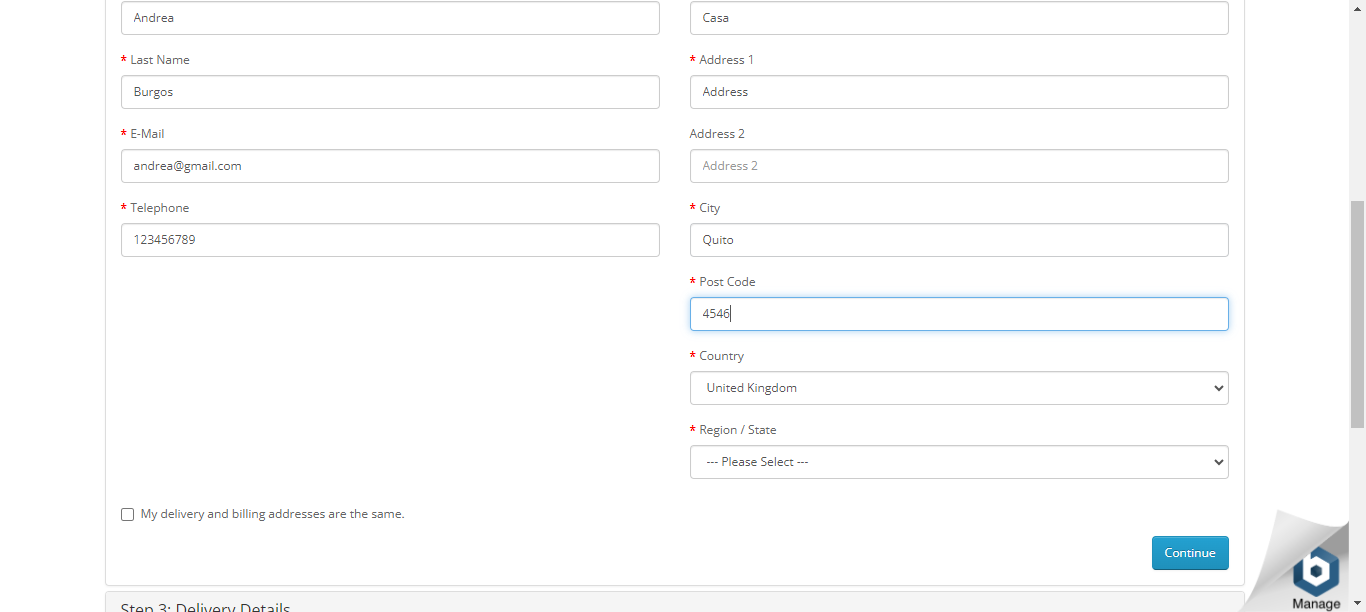 Andrea
Casa
* Last Name
* Address 1
Burgos
Address
* E-Mail
Address 2
andrea@gmail.com
Address 2
* Telephone
* City
123456789
Quito
* Post Code
4546
* Country
United Kingdom
* Region / State
--- Please Select ---
My delivery and billing addresses are the same.
Continue
Manage
Step 3: Delivery Details